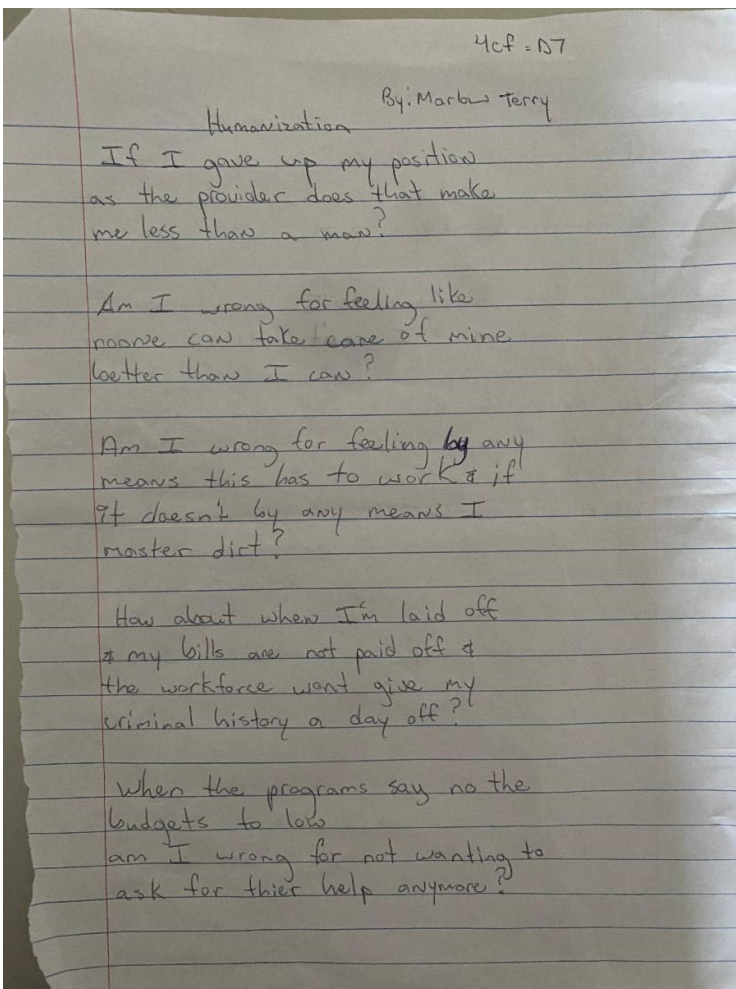 4cf = D7
By: Marlow Terry
Humanization
If I gave up my position
as the provider does that make
me less than a man?
Am I wrong for feeling like
noone can take care of mine
better than I can?
Am I wrong for feeling by any
means this has to work & if
it doesn't by any means I
master dirt?
How about when I'm laid off
& my bills are not paid off &
the workforce wont give my
criminal history a day off?
When the programs say no the
budgets to low
am I wrong for not wanting to
ask for thier help anymore?